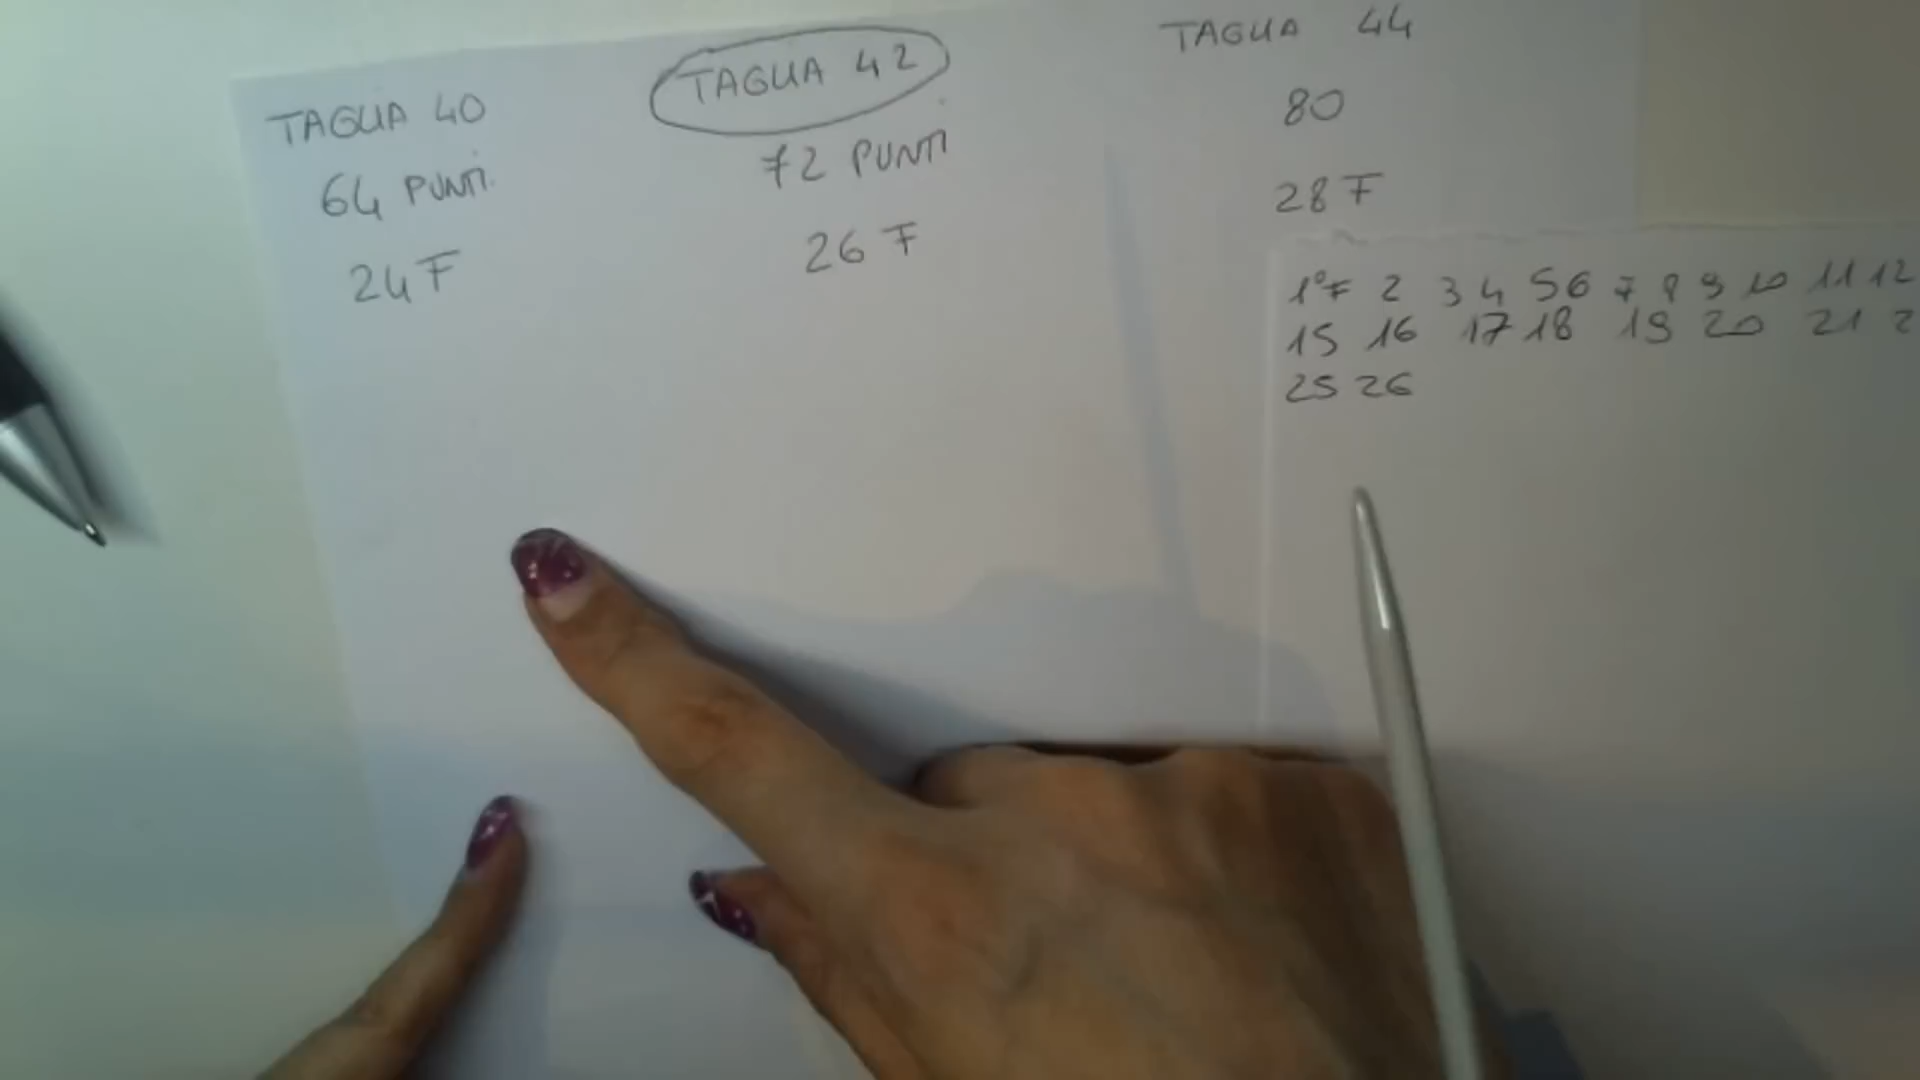 TAGLIA 40
64 PUNTI
24 F
TAGLIA 42
72 PUNTI
26 F
TAGLIA 44
80
28 F
1°F 2 3 4 5 6 7 8 9 10 11 12
15 16 17 18 19 20 21 2
25 26